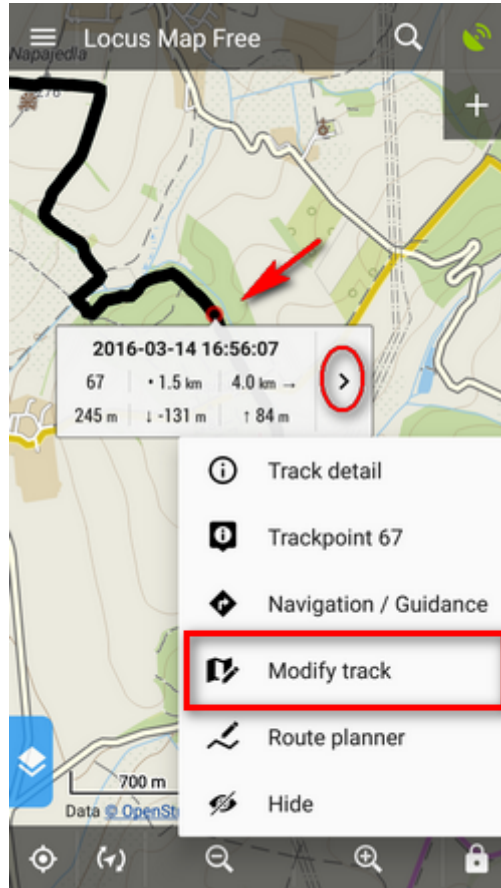 Locus Map Free
Napajedla
276
2016-03-14 16:56:07
67 • 1.5 km 4.0 km →
245 m ↓ -131 m ↑ 84 m
Track detail
Trackpoint 67
Navigation / Guidance
Modify track
Route planner
Hide
700 m
Data © OpenSt